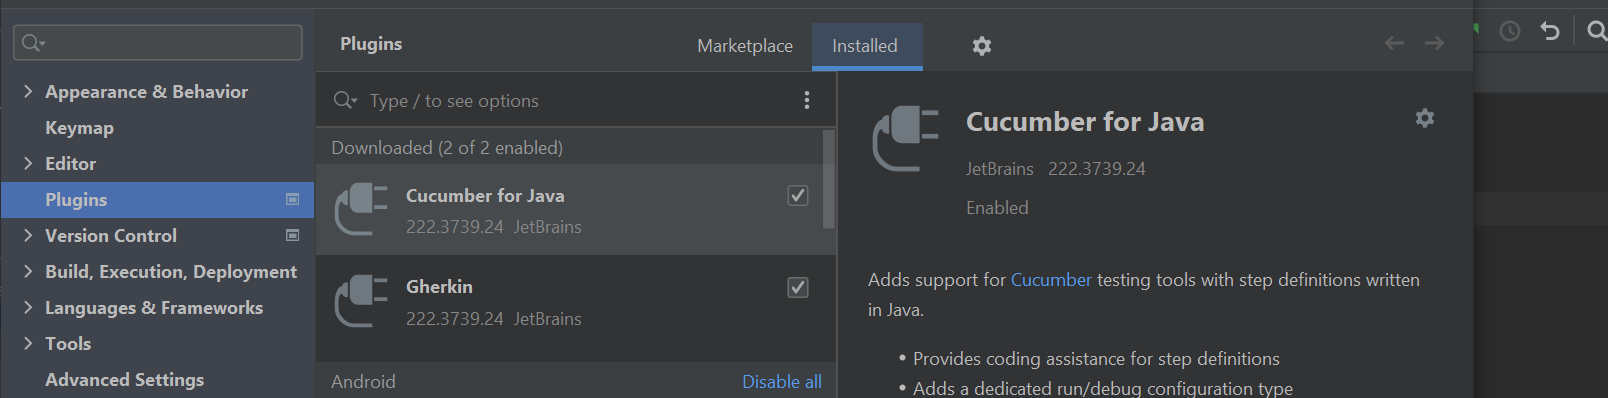 Appearance & Behavior
Keymap
Editor
Plugins
Version Control
Build, Execution, Deployment
Languages & Frameworks
Tools
Advanced Settings
Plugins
Marketplace
Installed
Type / to see options
Downloaded (2 of 2 enabled)
Cucumber for Java
222.3739.24 JetBrains
Gherkin
222.3739.24 JetBrains
Android
Disable all
Cucumber for Java
JetBrains 222.3739.24
Enabled
Adds support for Cucumber testing tools with step definitions written
in Java.
• Provides coding assistance for step definitions
• Adds a dedicated run/debug configuration type